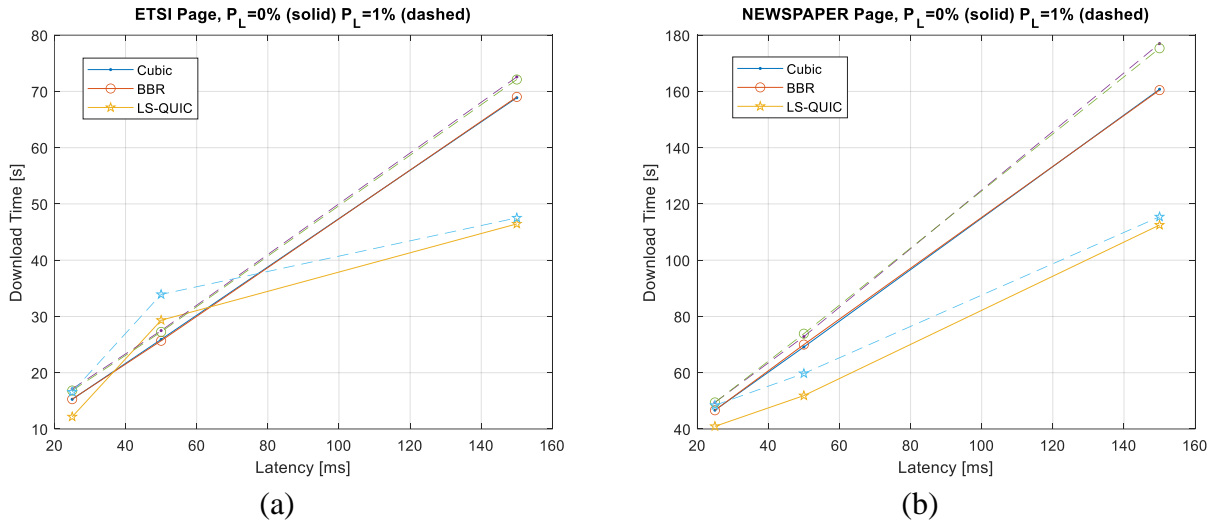 ETSI Page, P_L=0% (solid) P_L=1% (dashed)
80
70
60
50
40
30
20
10
Download Time [s]
Cubic
BBR
LS-QUIC
20 40 60 80 100 120 140 160
Latency [ms]
(a)
NEWSPAPER Page, P_L=0% (solid) P_L=1% (dashed)
180
160
140
120
100
80
60
40
Download Time [s]
Cubic
BBR
LS-QUIC
20 40 60 80 100 120 140 160
Latency [ms]
(b)